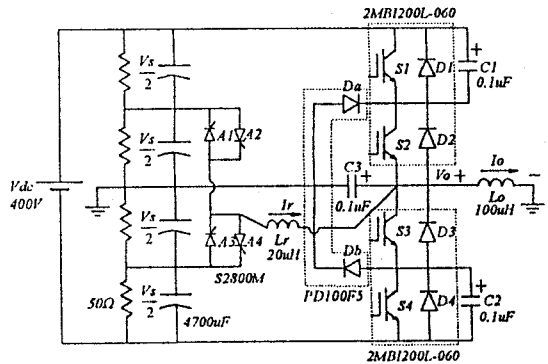 2MBI200L-060
Vs
2
S1
D1
+
C1
0.1uF
Da
A1
A2
Vs
2
S2
D2
C3
+
0.1uF
Vo
+
Io
-
Vdc
400V
Ir
Lo
100uH
Vs
2
A3
A4
Lr
20uH
S3
D3
Db
S2800M
50Ω
Vs
2
PD100F5
S4
D4
+
C2
0.1uF
4700uF
2MBI200L-060